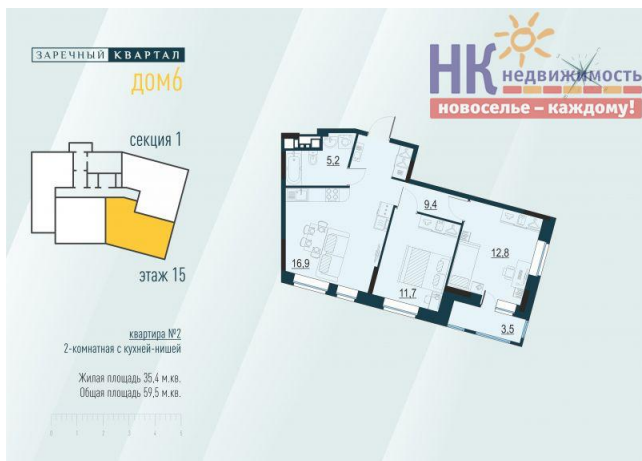 ЗАРЕЧНЫЙ КВАРТАЛ
дом6
секция 1
этаж 15
квартира №2
2-комнатная с кухней-нишей
Жилая площадь 35,4 м.кв.
Общая площадь 59,5 м.кв.
НК недвижимость
новоселье – каждому!
5,2
9,4
12,8
16,9
11,7
3,5